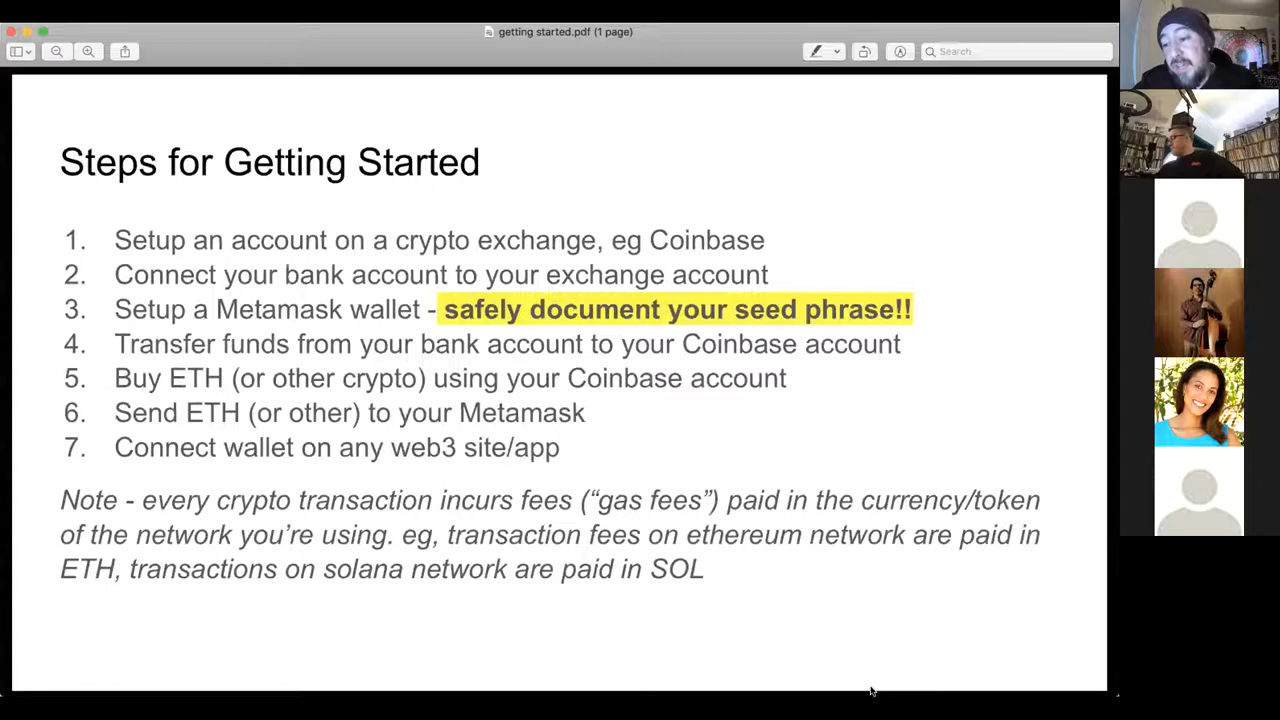 getting started.pdf (1 page)
Search...
Steps for Getting Started
1. Setup an account on a crypto exchange, eg Coinbase
2. Connect your bank account to your exchange account
3. Setup a Metamask wallet - safely document your seed phrase!!
4. Transfer funds from your bank account to your Coinbase account
5. Buy ETH (or other crypto) using your Coinbase account
6. Send ETH (or other) to your Metamask
7. Connect wallet on any web3 site/app
Note - every crypto transaction incurs fees (“gas fees”) paid in the currency/token
of the network you’re using. eg, transaction fees on ethereum network are paid in
ETH, transactions on solana network are paid in SOL